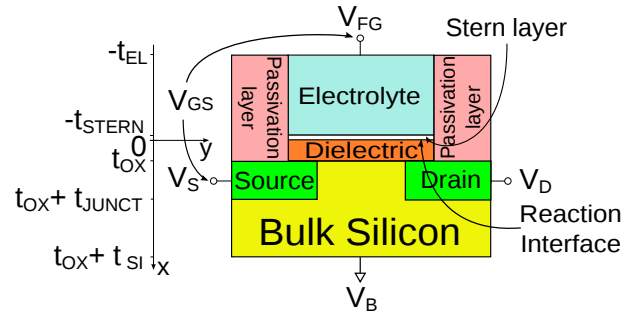 V_FG
Stern layer
-t_EL
Passivation layer
Electrolyte
Passivation layer
V_GS
-t_STERN
0
y
Dielectric
t_OX
V_S
Source
Drain
V_D
t_OX + t_JUNCT
Bulk Silicon
Reaction
Interface
t_OX + t_SI
x
V_B